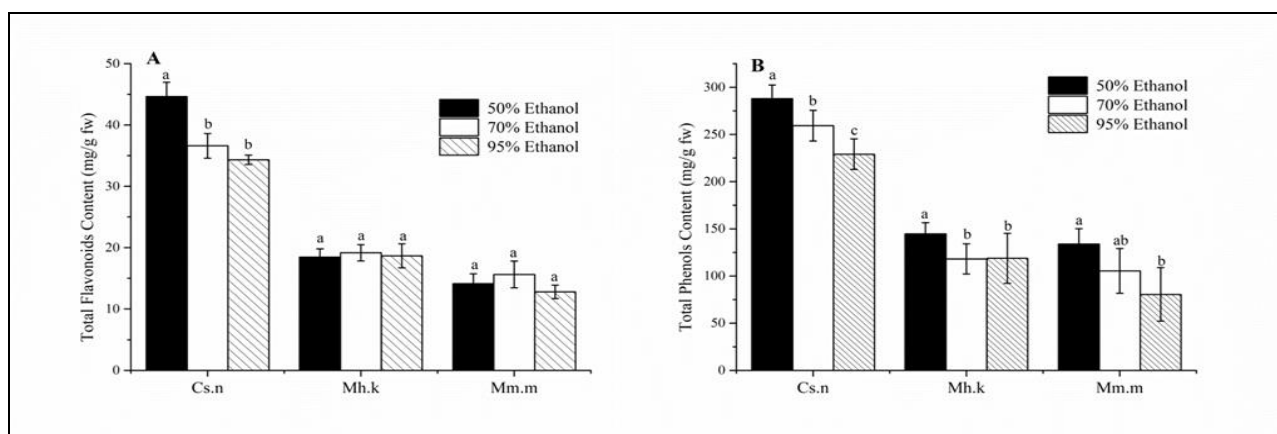 A
50
40
30
20
10
0
Total Flavonoids Content (mg/g fw)
a
b
b
a
a
a
a
a
a
50% Ethanol
70% Ethanol
95% Ethanol
Cs.n
Mh.k
Mm.m
B
300
250
200
150
100
50
0
Total Phenols Content (mg/g fw)
a
b
c
a
b
b
a
ab
b
50% Ethanol
70% Ethanol
95% Ethanol
Cs.n
Mh.k
Mm.m